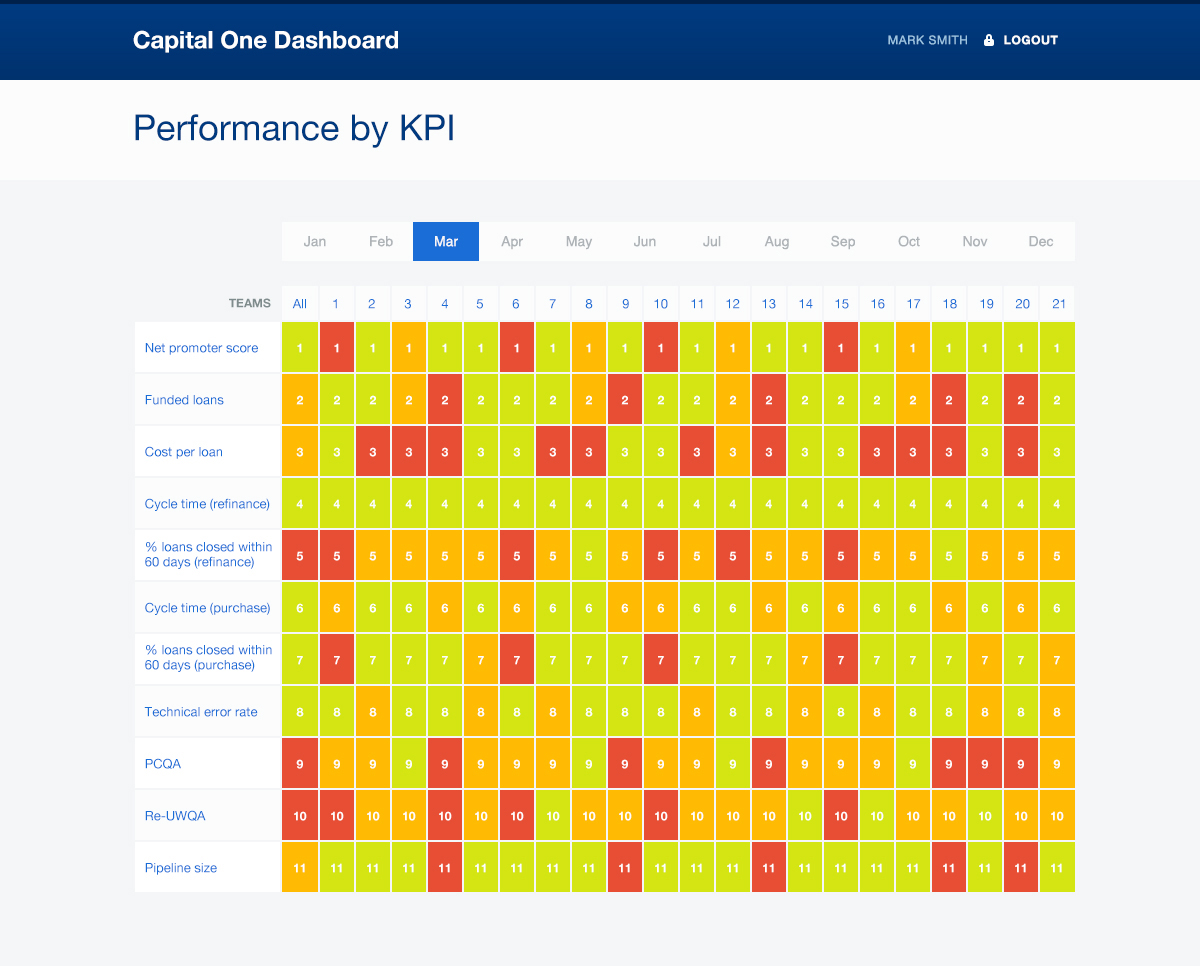 Capital One Dashboard MARK SMITH LOGOUT
Performance by KPI
Jan Feb Mar Apr May Jun Jul Aug Sep Oct Nov Dec
TEAMS All 1 2 3 4 5 6 7 8 9 10 11 12 13 14 15 16 17 18 19 20 21
Net promoter score 1 1 1 1 1 1 1 1 1 1 1 1 1 1 1 1 1 1 1 1 1 1
Funded loans 2 2 2 2 2 2 2 2 2 2 2 2 2 2 2 2 2 2 2 2 2 2
Cost per loan 3 3 3 3 3 3 3 3 3 3 3 3 3 3 3 3 3 3 3 3 3 3
Cycle time (refinance) 4 4 4 4 4 4 4 4 4 4 4 4 4 4 4 4 4 4 4 4 4 4
% loans closed within
60 days (refinance) 5 5 5 5 5 5 5 5 5 5 5 5 5 5 5 5 5 5 5 5 5 5
Cycle time (purchase) 6 6 6 6 6 6 6 6 6 6 6 6 6 6 6 6 6 6 6 6 6 6
% loans closed within
60 days (purchase) 7 7 7 7 7 7 7 7 7 7 7 7 7 7 7 7 7 7 7 7 7 7
Technical error rate 8 8 8 8 8 8 8 8 8 8 8 8 8 8 8 8 8 8 8 8 8 8
PCQA 9 9 9 9 9 9 9 9 9 9 9 9 9 9 9 9 9 9 9 9 9 9
Re-UWQA 10 10 10 10 10 10 10 10 10 10 10 10 10 10 10 10 10 10 10 10 10 10
Pipeline size 11 11 11 11 11 11 11 11 11 11 11 11 11 11 11 11 11 11 11 11 11 11